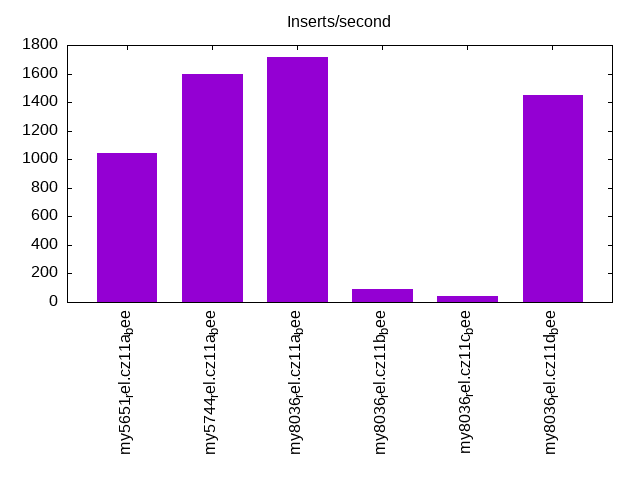 Inserts/second
1800
1600
1400
1200
1000
800
600
400
200
0
my5651rel.cz11abee
my5744rel.cz11abee
my8036rel.cz11abee
my8036rel.cz11bbee
my8036rel.cz11cbee
my8036rel.cz11dbee